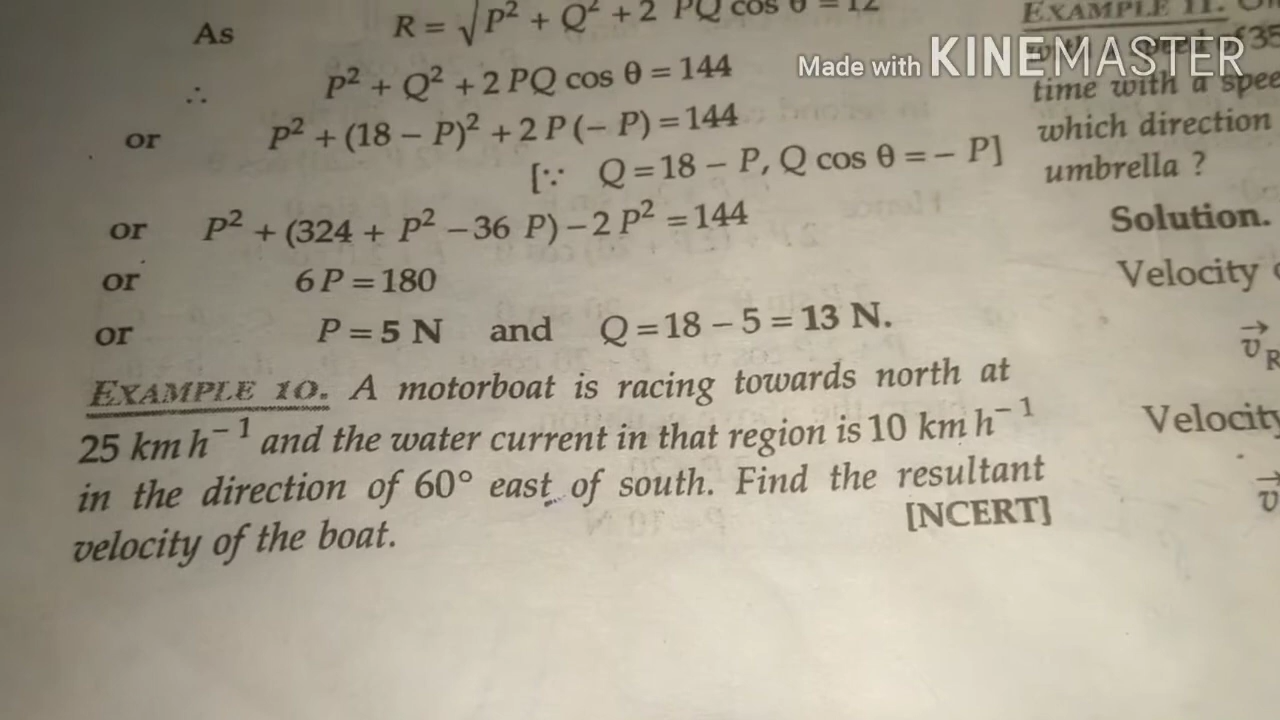 As R = √P² + Q² + 2 PQ cos θ = 12
∴ P² + Q² + 2 PQ cos θ = 144
or P² + (18 – P)² + 2 P (– P) = 144
[∵ Q = 18 – P, Q cos θ = – P]
or P² + (324 + P² – 36 P) – 2 P² = 144
or 6 P = 180
or P = 5 N and Q = 18 – 5 = 13 N.
EXAMPLE 10. A motorboat is racing towards north at
25 km h⁻¹ and the water current in that region is 10 km h⁻¹
in the direction of 60° east of south. Find the resultant
velocity of the boat. [NCERT]
EXAMPLE 11.
Made with KINEMASTER
time with a spee
which direction
umbrella ?
Solution.
Velocity
v⃗ R
Velocity
v⃗